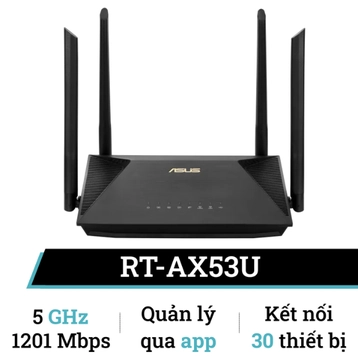 ASUS
RT-AX53U
5 GHz
1201 Mbps
Quản lý
qua app
Kết nối
30 thiết bị